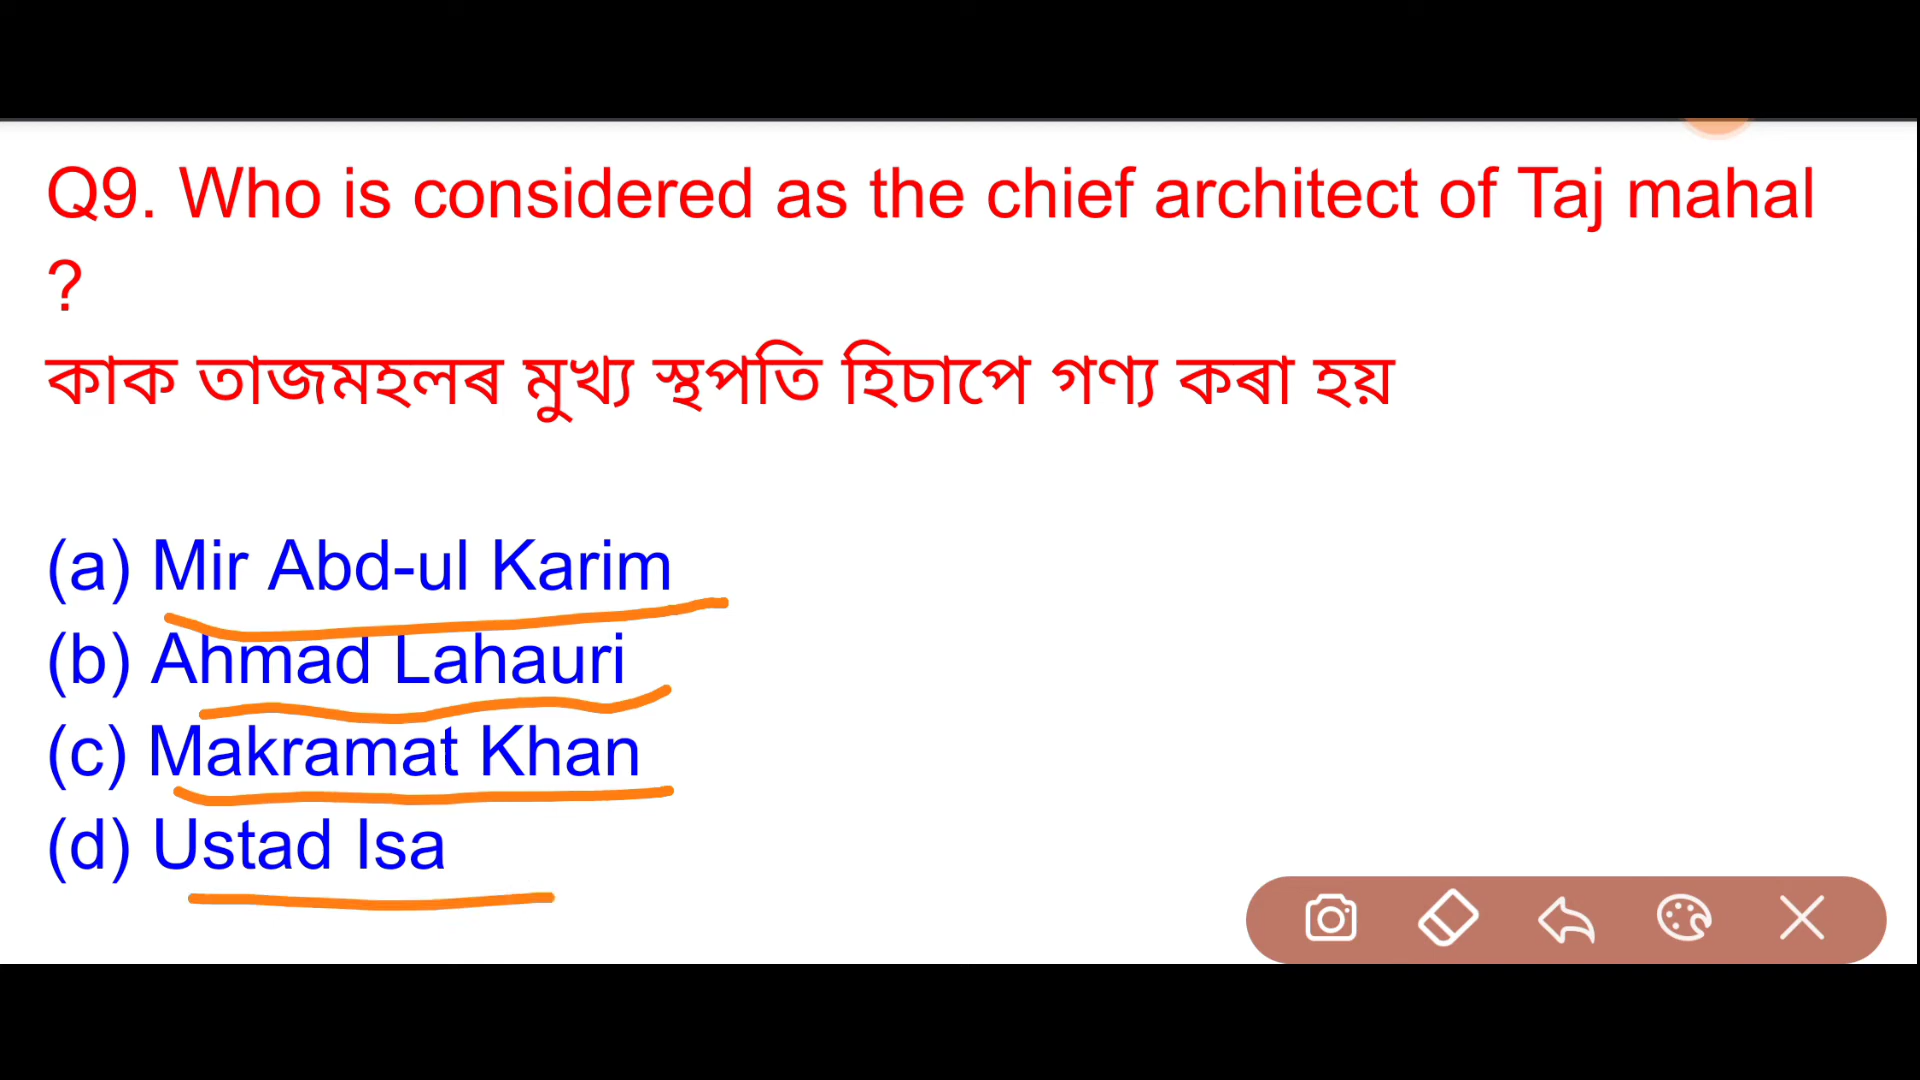 Q9. Who is considered as the chief architect of Taj mahal
?
কাক তাজমহলৰ মুখ্য স্থপতি হিচাপে গণ্য কৰা হয়
(a) Mir Abd-ul Karim
(b) Ahmad Lahauri
(c) Makramat Khan
(d) Ustad Isa